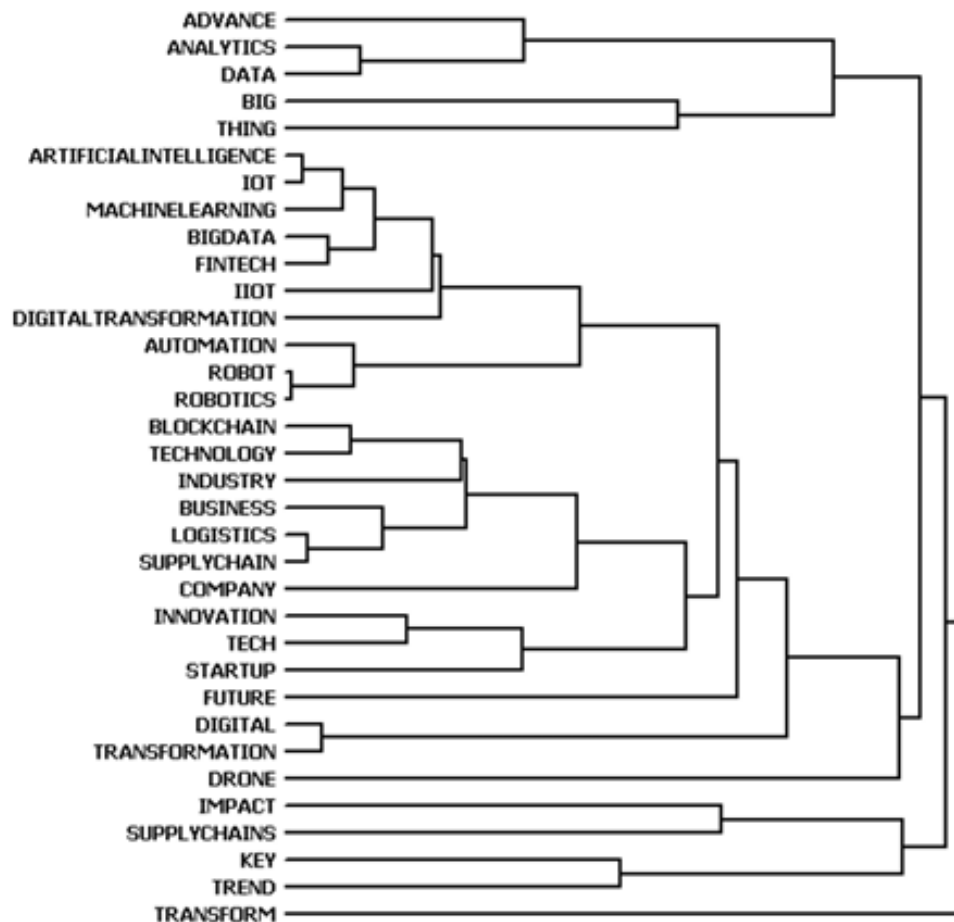 ADVANCE
ANALYTICS
DATA
BIG
THING
ARTIFICIALINTELLIGENCE
IOT
MACHINELEARNING
BIGDATA
FINTECH
IIOT
DIGITALTRANSFORMATION
AUTOMATION
ROBOT
ROBOTICS
BLOCKCHAIN
TECHNOLOGY
INDUSTRY
BUSINESS
LOGISTICS
SUPPLYCHAIN
COMPANY
INNOVATION
TECH
STARTUP
FUTURE
DIGITAL
TRANSFORMATION
DRONE
IMPACT
SUPPLYCHAINS
KEY
TREND
TRANSFORM